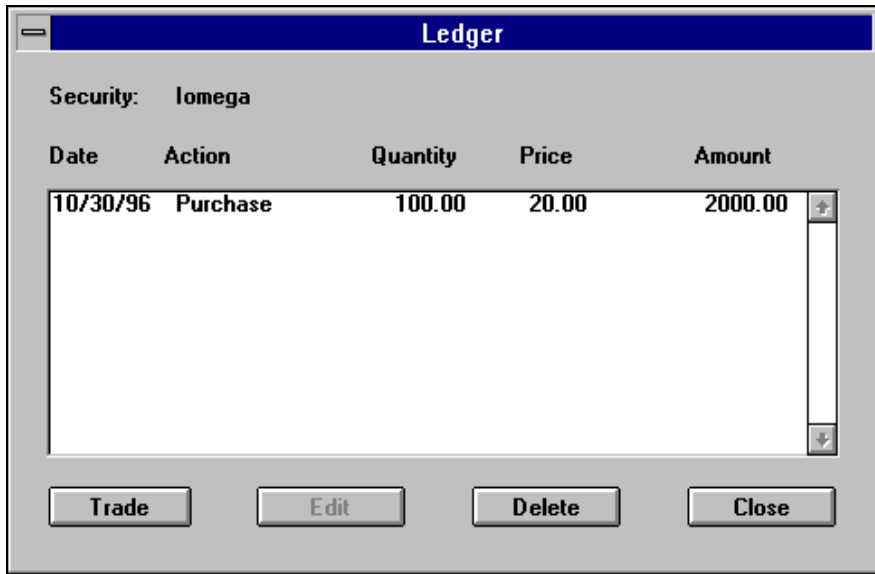 Ledger
Security: Iomega
Date Action Quantity Price Amount
10/30/96 Purchase 100.00 20.00 2000.00
Trade Edit Delete Close